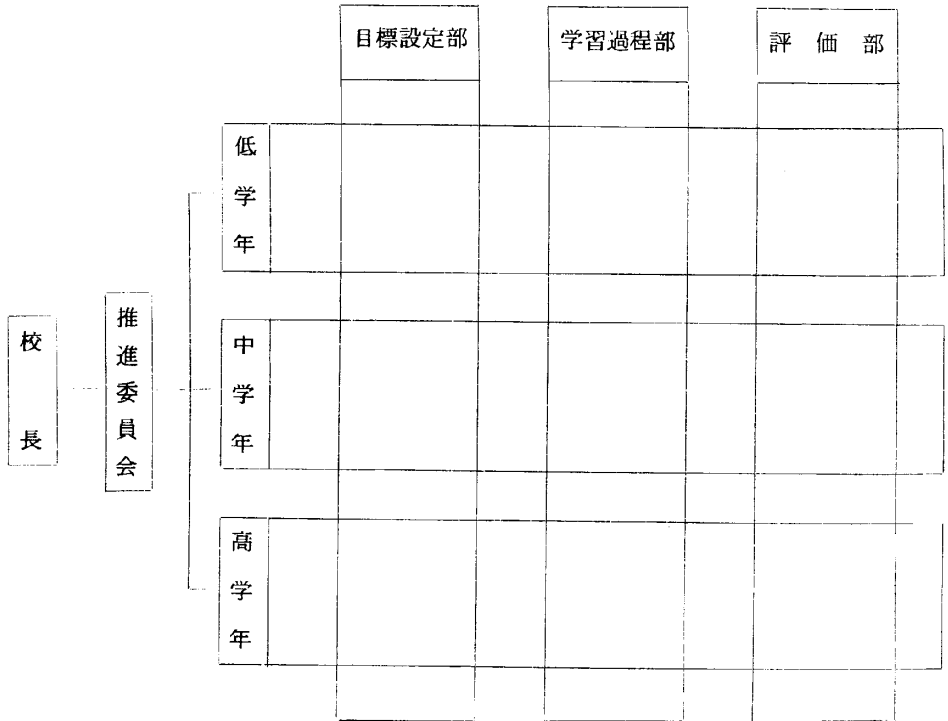 目標設定部
学習過程部
評価部
低学年
中学年
高学年
推進委員会
校長